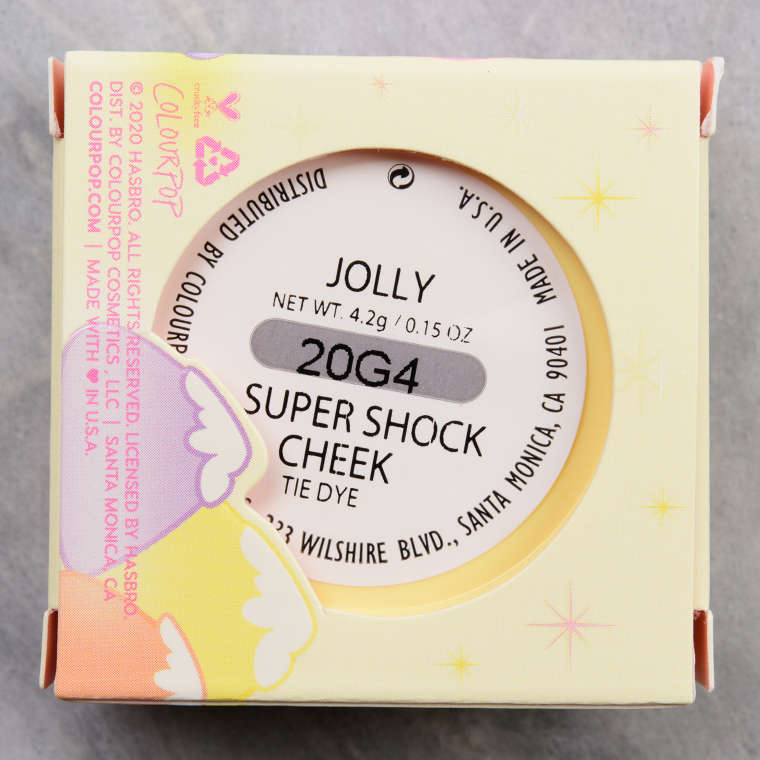 COLOURPOP
cruelty-free
© 2020 HASBRO. ALL RIGHTS RESERVED. LICENSED BY HASBRO.
DIST. BY COLOURPOP COSMETICS, LLC | SANTA MONICA, CA
COLOURPOP.COM | MADE WITH ♥ IN U.S.A.
JOLLY
NET WT. 4.2g / 0.15 OZ
20G4
SUPER SHOCK
CHEEK
TIE DYE
DISTRIBUTED BY COLOURP
WILSHIRE BLVD., SANTA MONICA, CA 90401 MADE IN U.S.A.